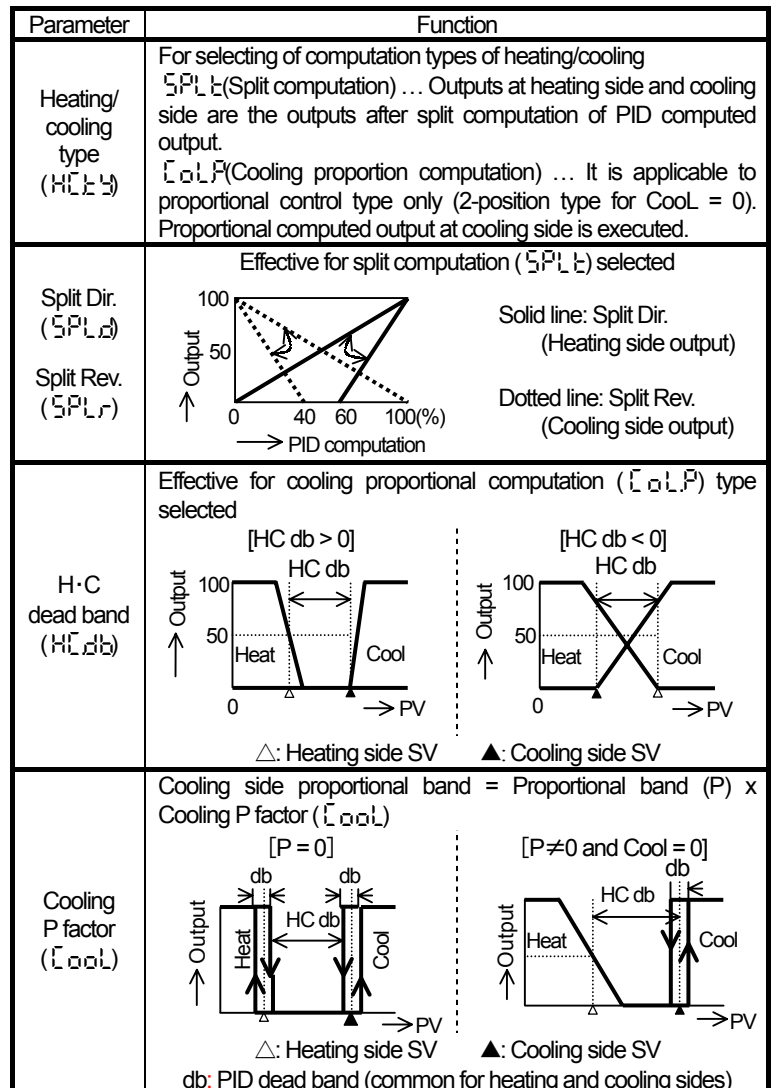 Parameter Function
Heating/
cooling
type
(HCtY)
For selecting of computation types of heating/cooling
SPLt(Split computation) … Outputs at heating side and cooling
side are the outputs after split computation of PID computed
output.
CoLP(Cooling proportion computation) … It is applicable to
proportional control type only (2-position type for CooL = 0).
Proportional computed output at cooling side is executed.
Split Dir.
(SPLd)
Split Rev.
(SPLr)
Effective for split computation (SPLt) selected
100
50
→ Output
0 40 60 100(%)
→ PID computation
Solid line: Split Dir.
(Heating side output)
Dotted line: Split Rev.
(Cooling side output)
H·C
dead band
(HCdb)
Effective for cooling proportional computation (CoLP) type
selected
[HC db > 0]
HC db
→ Output
100
50
Heat Cool
0 → PV
[HC db < 0]
HC db
→ Output
100
50
Heat Cool
0 → PV
△: Heating side SV ▲: Cooling side SV
Cooling
P factor
(CooL)
Cooling side proportional band = Proportional band (P) x
Cooling P factor (CooL)
[P = 0]
db db
HC db
→ Output
Heat
Cool
→ PV
[P≠0 and Cool = 0]
db
HC db
→ Output
Heat Cool
→ PV
△: Heating side SV ▲: Cooling side SV
db: PID dead band (common for heating and cooling sides)